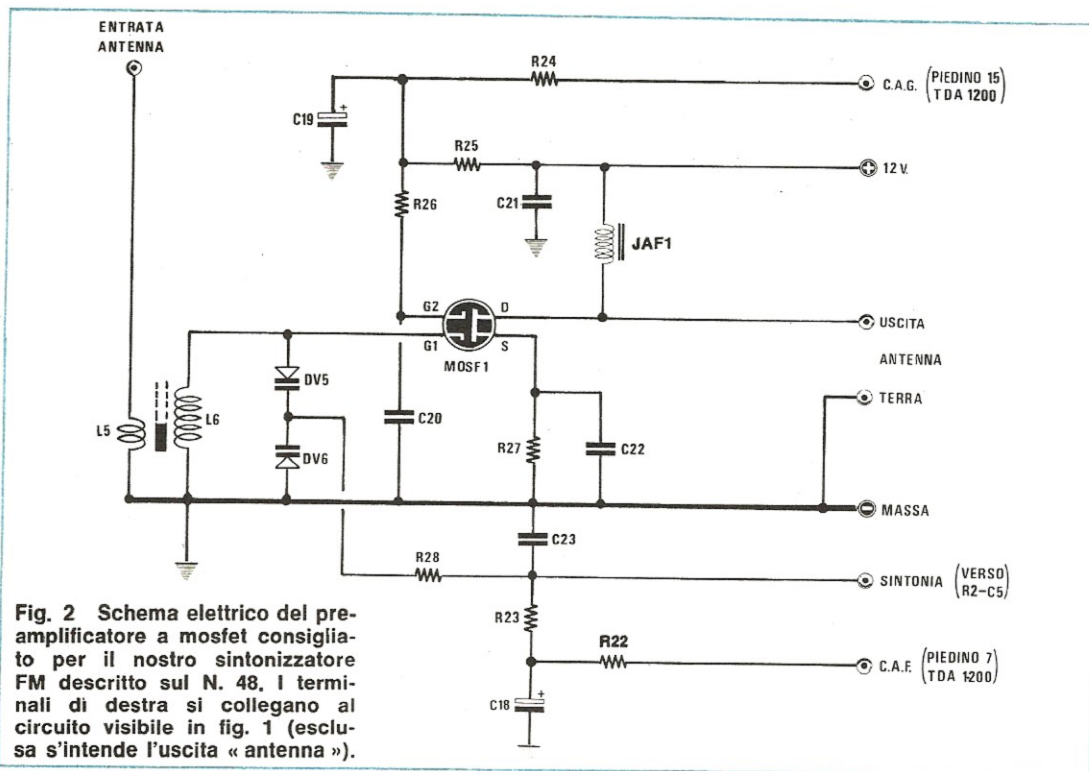 ENTRATA
ANTENNA
R24
C.A.G. (PIEDINO 15)
TDA 1200
C19
+
R25
12 V.
R26
C21
JAF1
G2
D
USCITA
G1
S
MOSF1
ANTENNA
DV5
TERRA
L5
L6
C20
R27
C22
DV6
MASSA
C23
R28
SINTONIA (VERSO)
R2-C5
R23
R22
C.A.F. (PIEDINO 7)
TDA 1200
C18
+
Fig. 2 Schema elettrico del pre-
amplificatore a mosfet consiglia-
to per il nostro sintonizzatore
FM descritto sul N. 48. I termi-
nali di destra si collegano al
circuito visibile in fig. 1 (esclu-
sa s'intende l'uscita « antenna »).